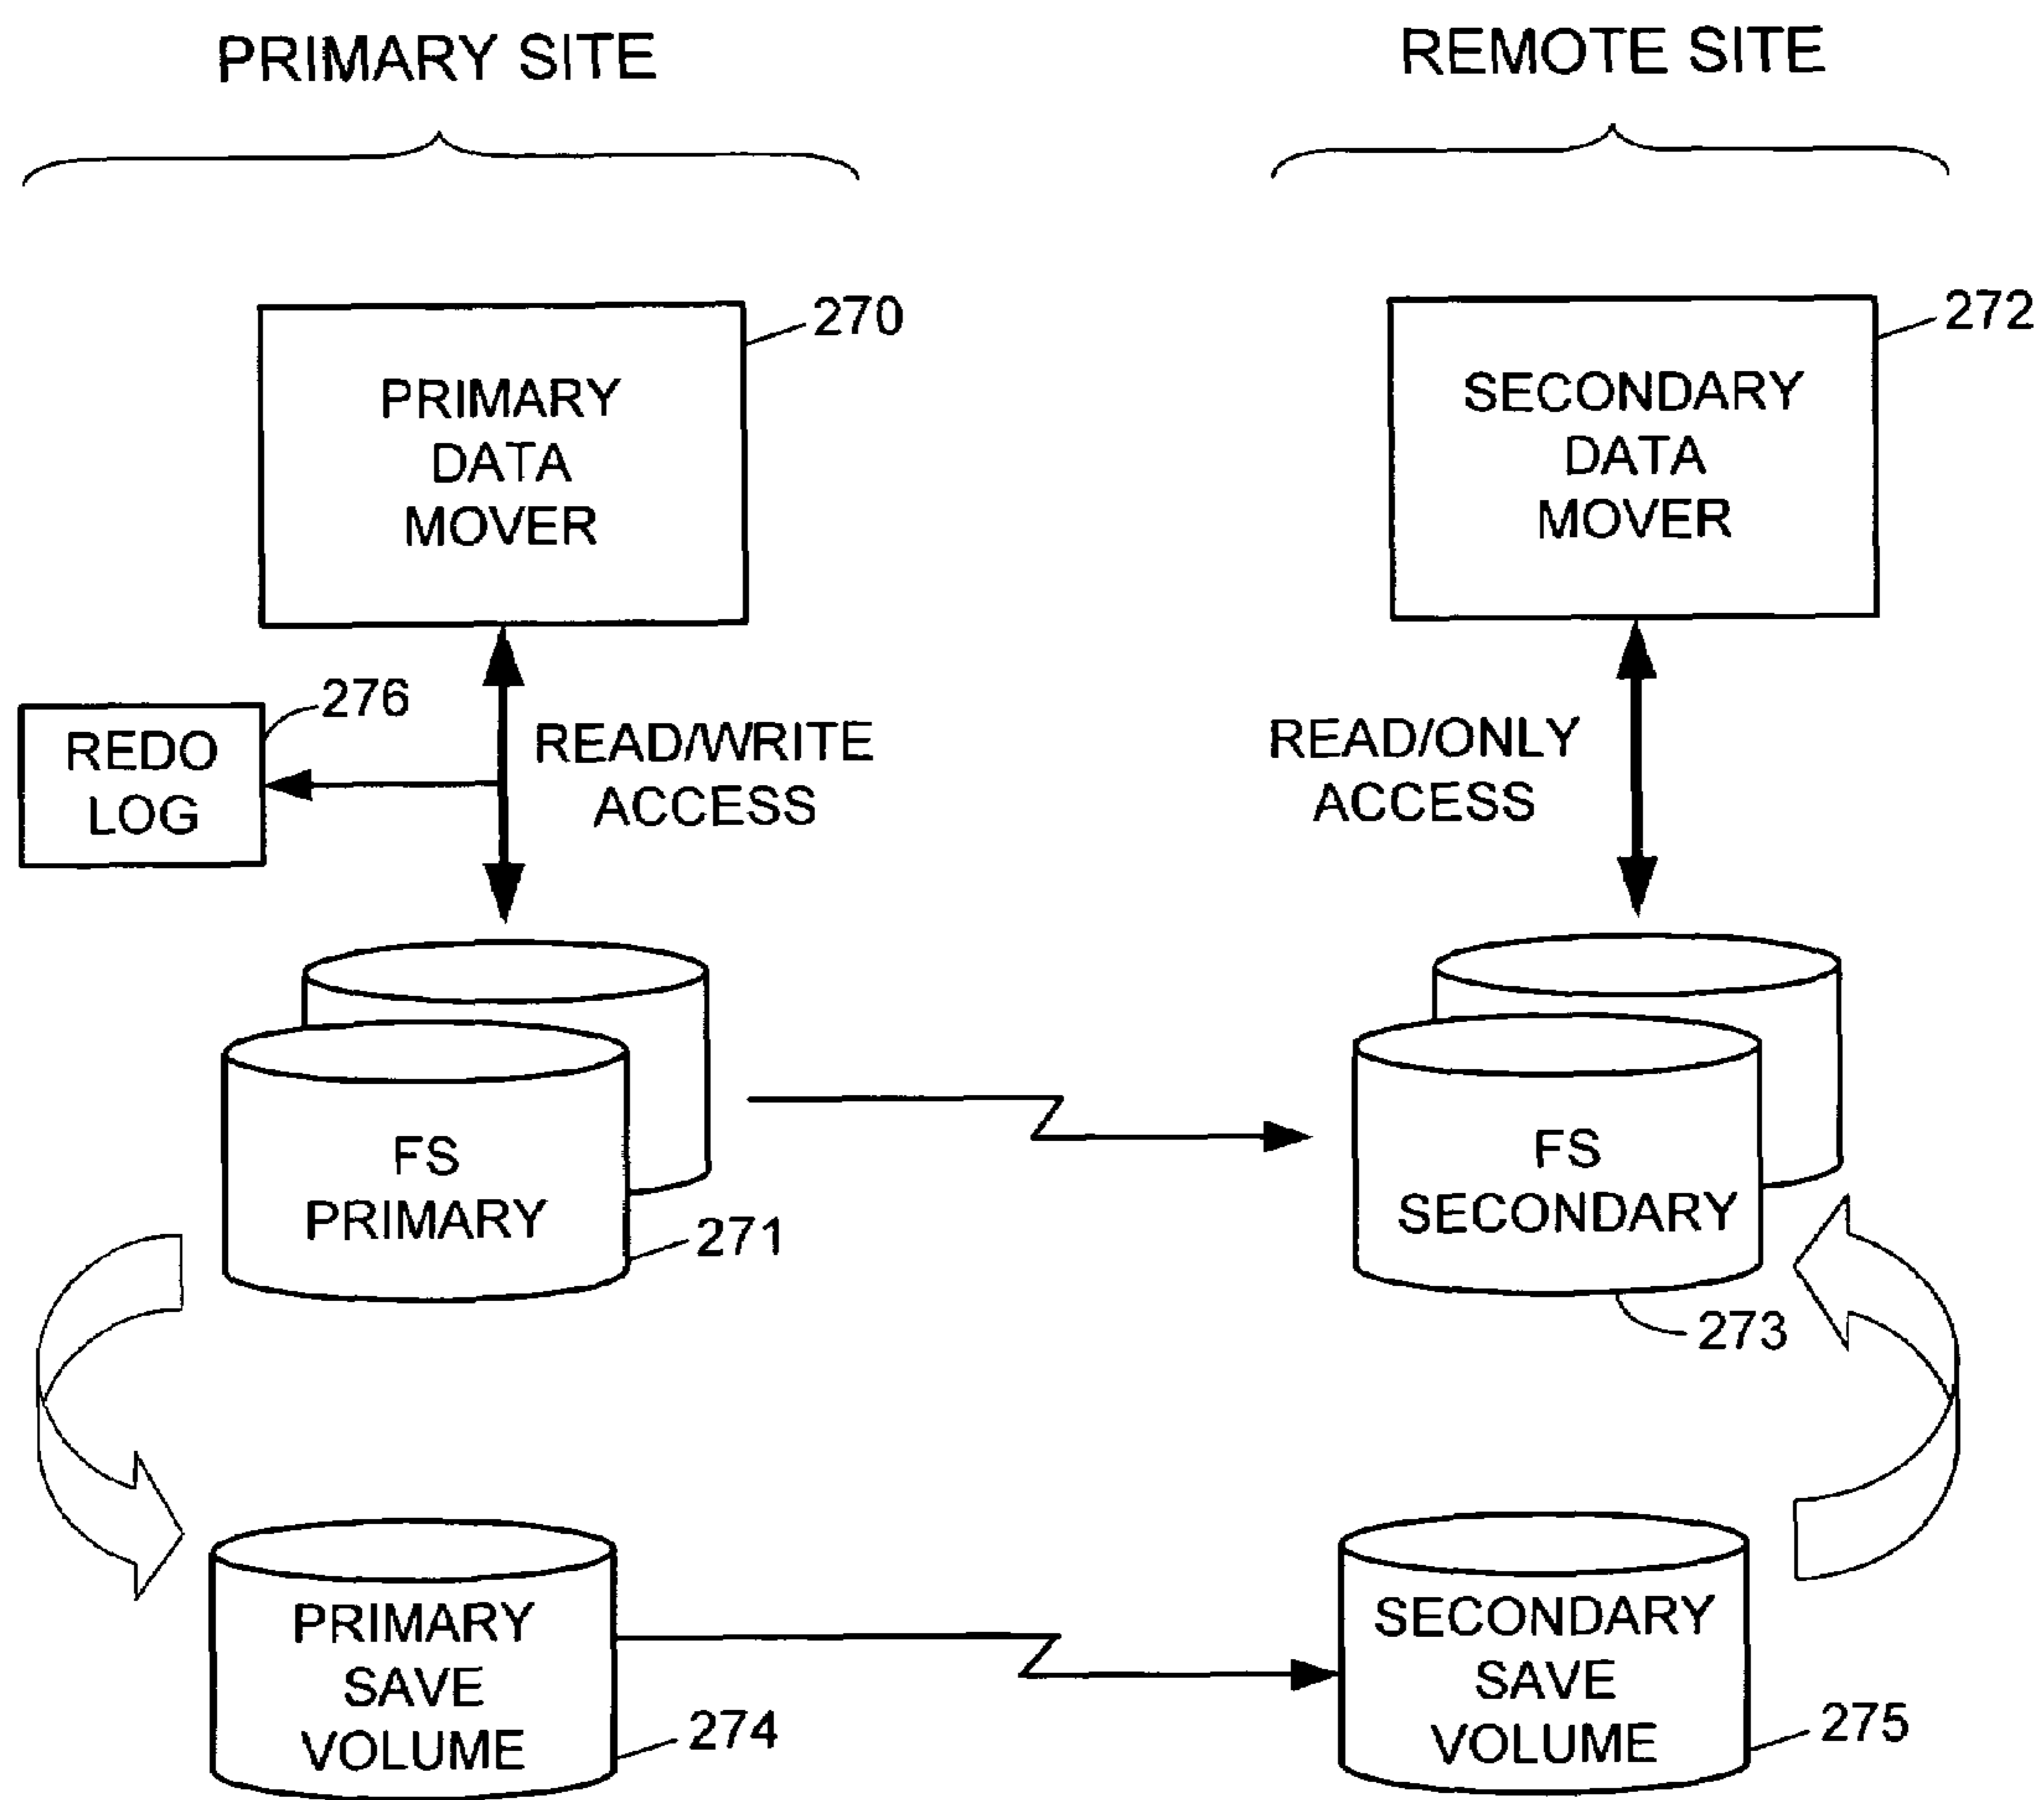 PRIMARY SITE
REMOTE SITE
270
PRIMARY
DATA
MOVER
272
SECONDARY
DATA
MOVER
276
REDO
LOG
READ/WRITE
ACCESS
READ/ONLY
ACCESS
FS
PRIMARY
271
FS
SECONDARY
273
PRIMARY
SAVE
VOLUME
274
SECONDARY
SAVE
VOLUME
275